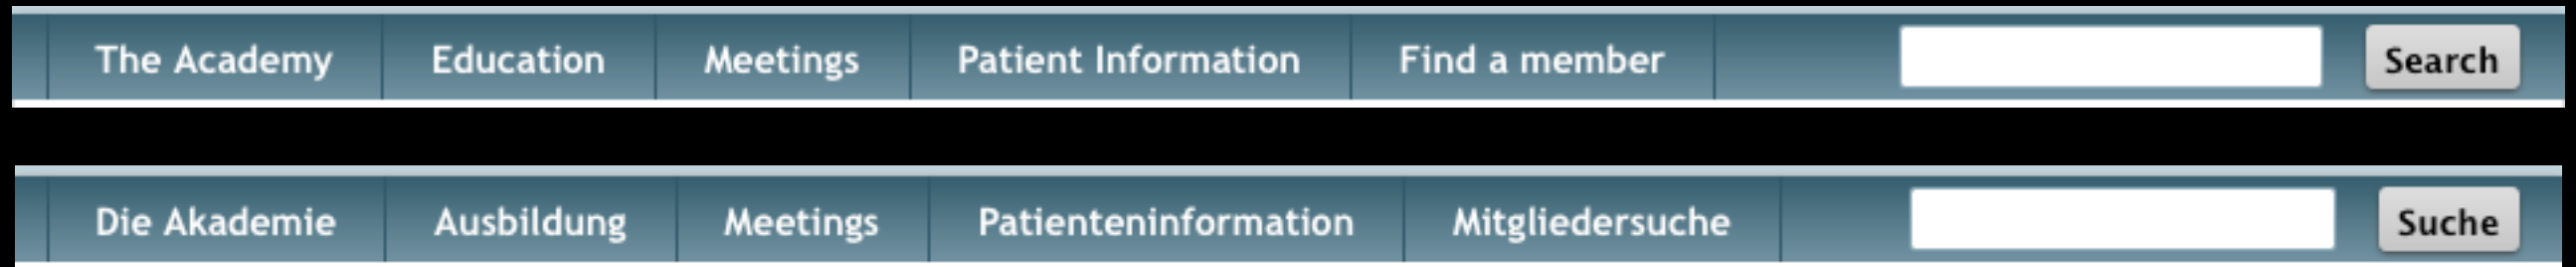 The Academy Education Meetings Patient Information Find a member Search
Die Akademie Ausbildung Meetings Patienteninformation Mitgliedersuche Suche